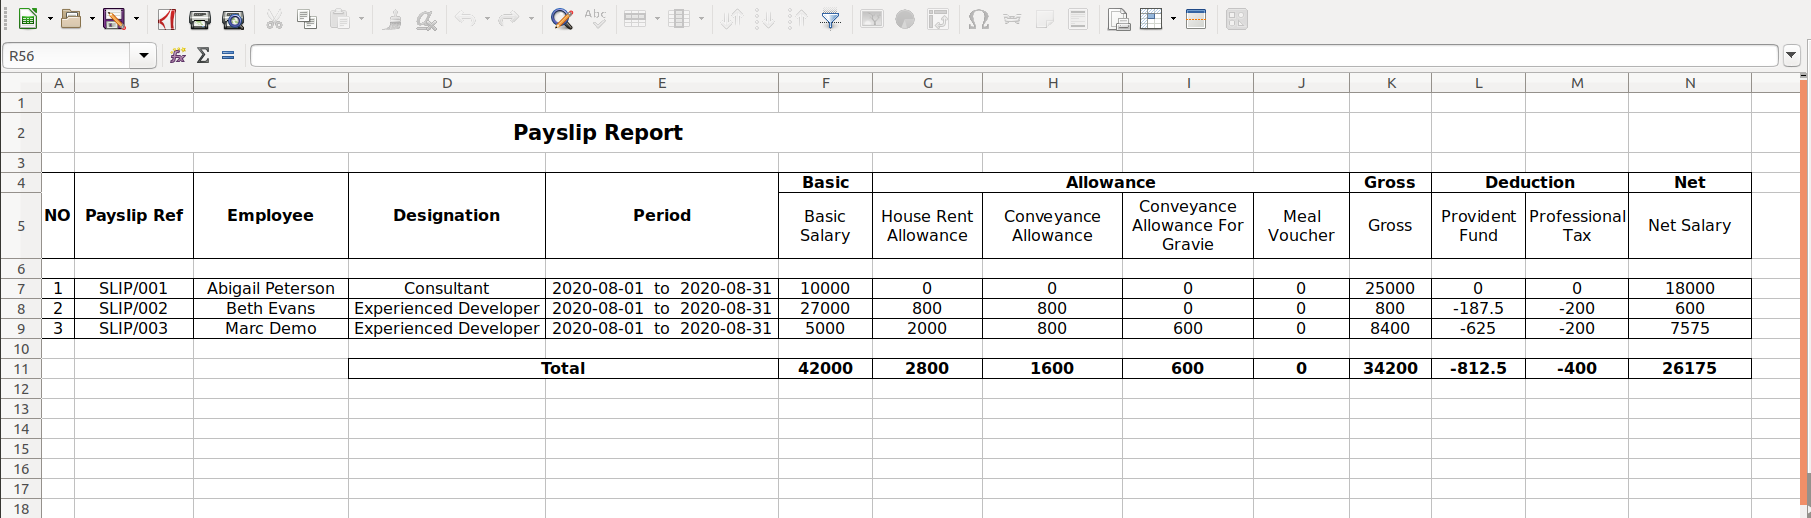 Abc
R56
A B C D E F G H I J K L M N
1
2 Payslip Report
3
4 Basic Allowance Gross Deduction Net
5 NO Payslip Ref Employee Designation Period Basic Salary House Rent Allowance Conveyance Allowance Conveyance Allowance For Gravie Meal Voucher Gross Provident Fund Professional Tax Net Salary
6
7 1 SLIP/001 Abigail Peterson Consultant 2020-08-01 to 2020-08-31 10000 0 0 0 0 25000 0 0 18000
8 2 SLIP/002 Beth Evans Experienced Developer 2020-08-01 to 2020-08-31 27000 800 800 0 0 800 -187.5 -200 600
9 3 SLIP/003 Marc Demo Experienced Developer 2020-08-01 to 2020-08-31 5000 2000 800 600 0 8400 -625 -200 7575
10
11 Total 42000 2800 1600 600 0 34200 -812.5 -400 26175
12
13
14
15
16
17
18